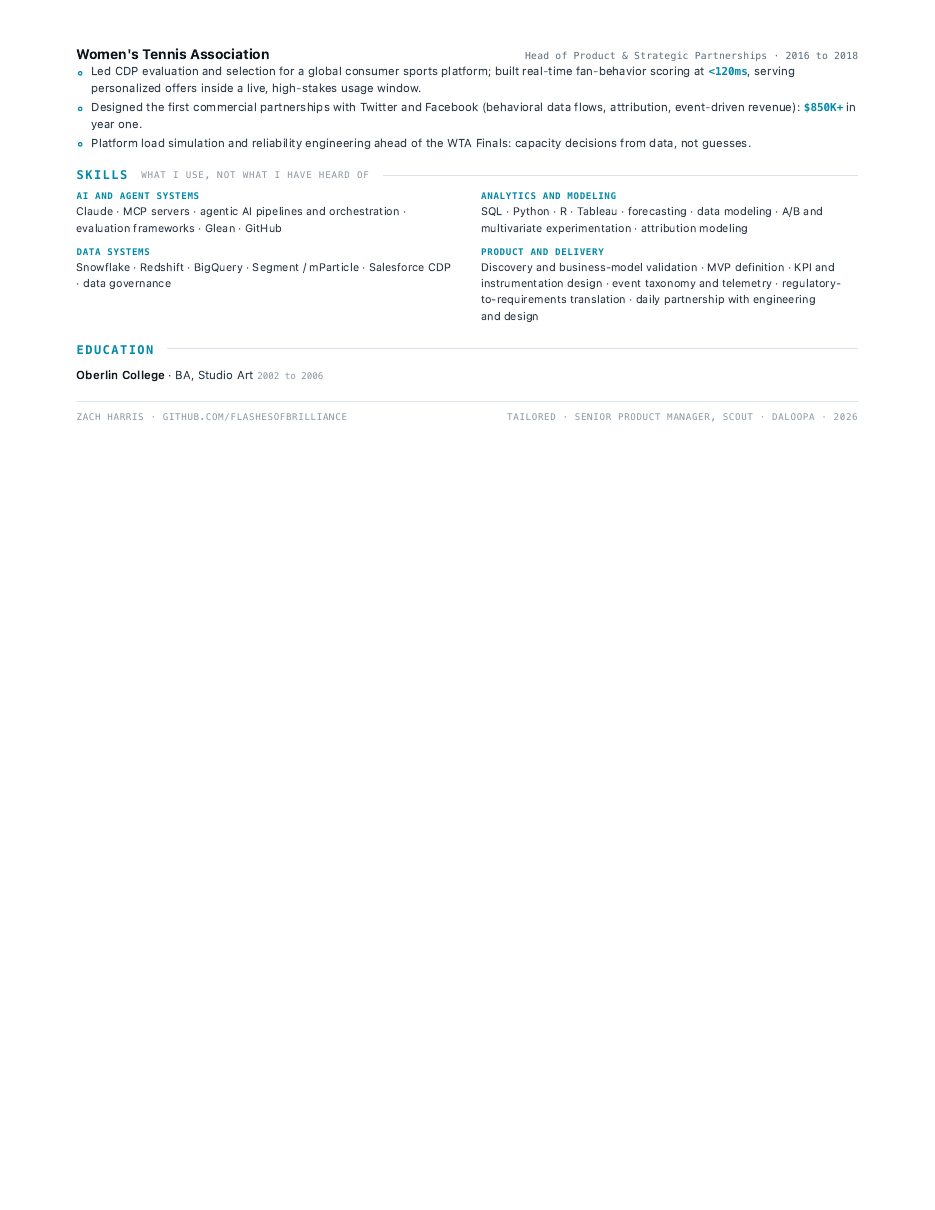 Women's Tennis Association Head of Product & Strategic Partnerships · 2016 to 2018
Led CDP evaluation and selection for a global consumer sports platform; built real-time fan-behavior scoring at <120ms, serving
personalized offers inside a live, high-stakes usage window.
Designed the first commercial partnerships with Twitter and Facebook (behavioral data flows, attribution, event-driven revenue): $850K+ in
year one.
Platform load simulation and reliability engineering ahead of the WTA Finals: capacity decisions from data, not guesses.
SKILLS WHAT I USE, NOT WHAT I HAVE HEARD OF
AI AND AGENT SYSTEMS
Claude · MCP servers · agentic AI pipelines and orchestration ·
evaluation frameworks · Glean · GitHub
ANALYTICS AND MODELING
SQL · Python · R · Tableau · forecasting · data modeling · A/B and
multivariate experimentation · attribution modeling
DATA SYSTEMS
Snowflake · Redshift · BigQuery · Segment / mParticle · Salesforce CDP
· data governance
PRODUCT AND DELIVERY
Discovery and business-model validation · MVP definition · KPI and
instrumentation design · event taxonomy and telemetry · regulatory-
to-requirements translation · daily partnership with engineering
and design
EDUCATION
Oberlin College · BA, Studio Art 2002 to 2006
ZACH HARRIS · GITHUB.COM/FLASHESOFBRILLIANCE TAILORED · SENIOR PRODUCT MANAGER, SCOUT · DALOOPA · 2026